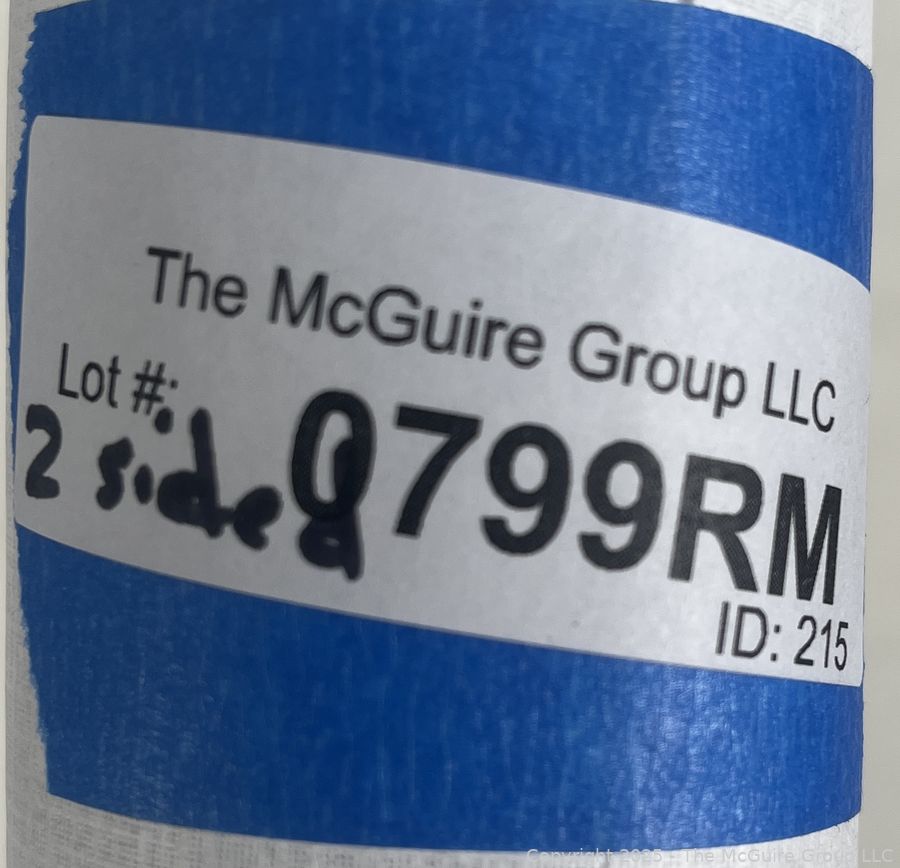 The McGuire Group LLC
Lot #:
0799RM
2 sided
ID: 215
Copyright 2025 - The McGuire Group LLC